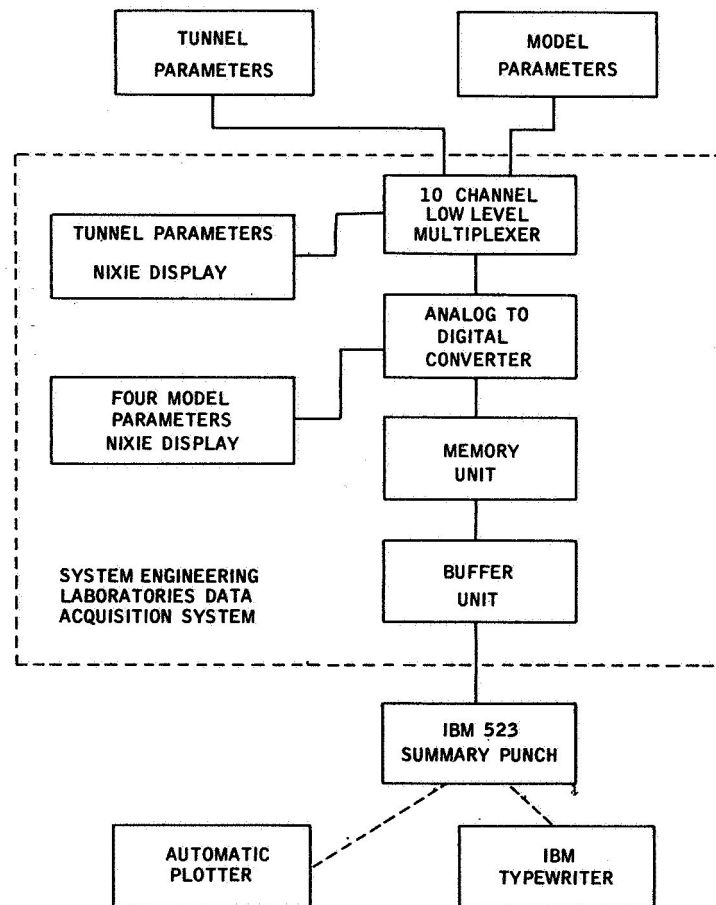 TUNNEL
PARAMETERS
MODEL
PARAMETERS
10 CHANNEL
LOW LEVEL
MULTIPLEXER
TUNNEL PARAMETERS
NIXIE DISPLAY
ANALOG TO
DIGITAL
CONVERTER
FOUR MODEL
PARAMETERS
NIXIE DISPLAY
MEMORY
UNIT
SYSTEM ENGINEERING
LABORATORIES DATA
ACQUISITION SYSTEM
BUFFER
UNIT
IBM 523
SUMMARY PUNCH
AUTOMATIC
PLOTTER
IBM
TYPEWRITER